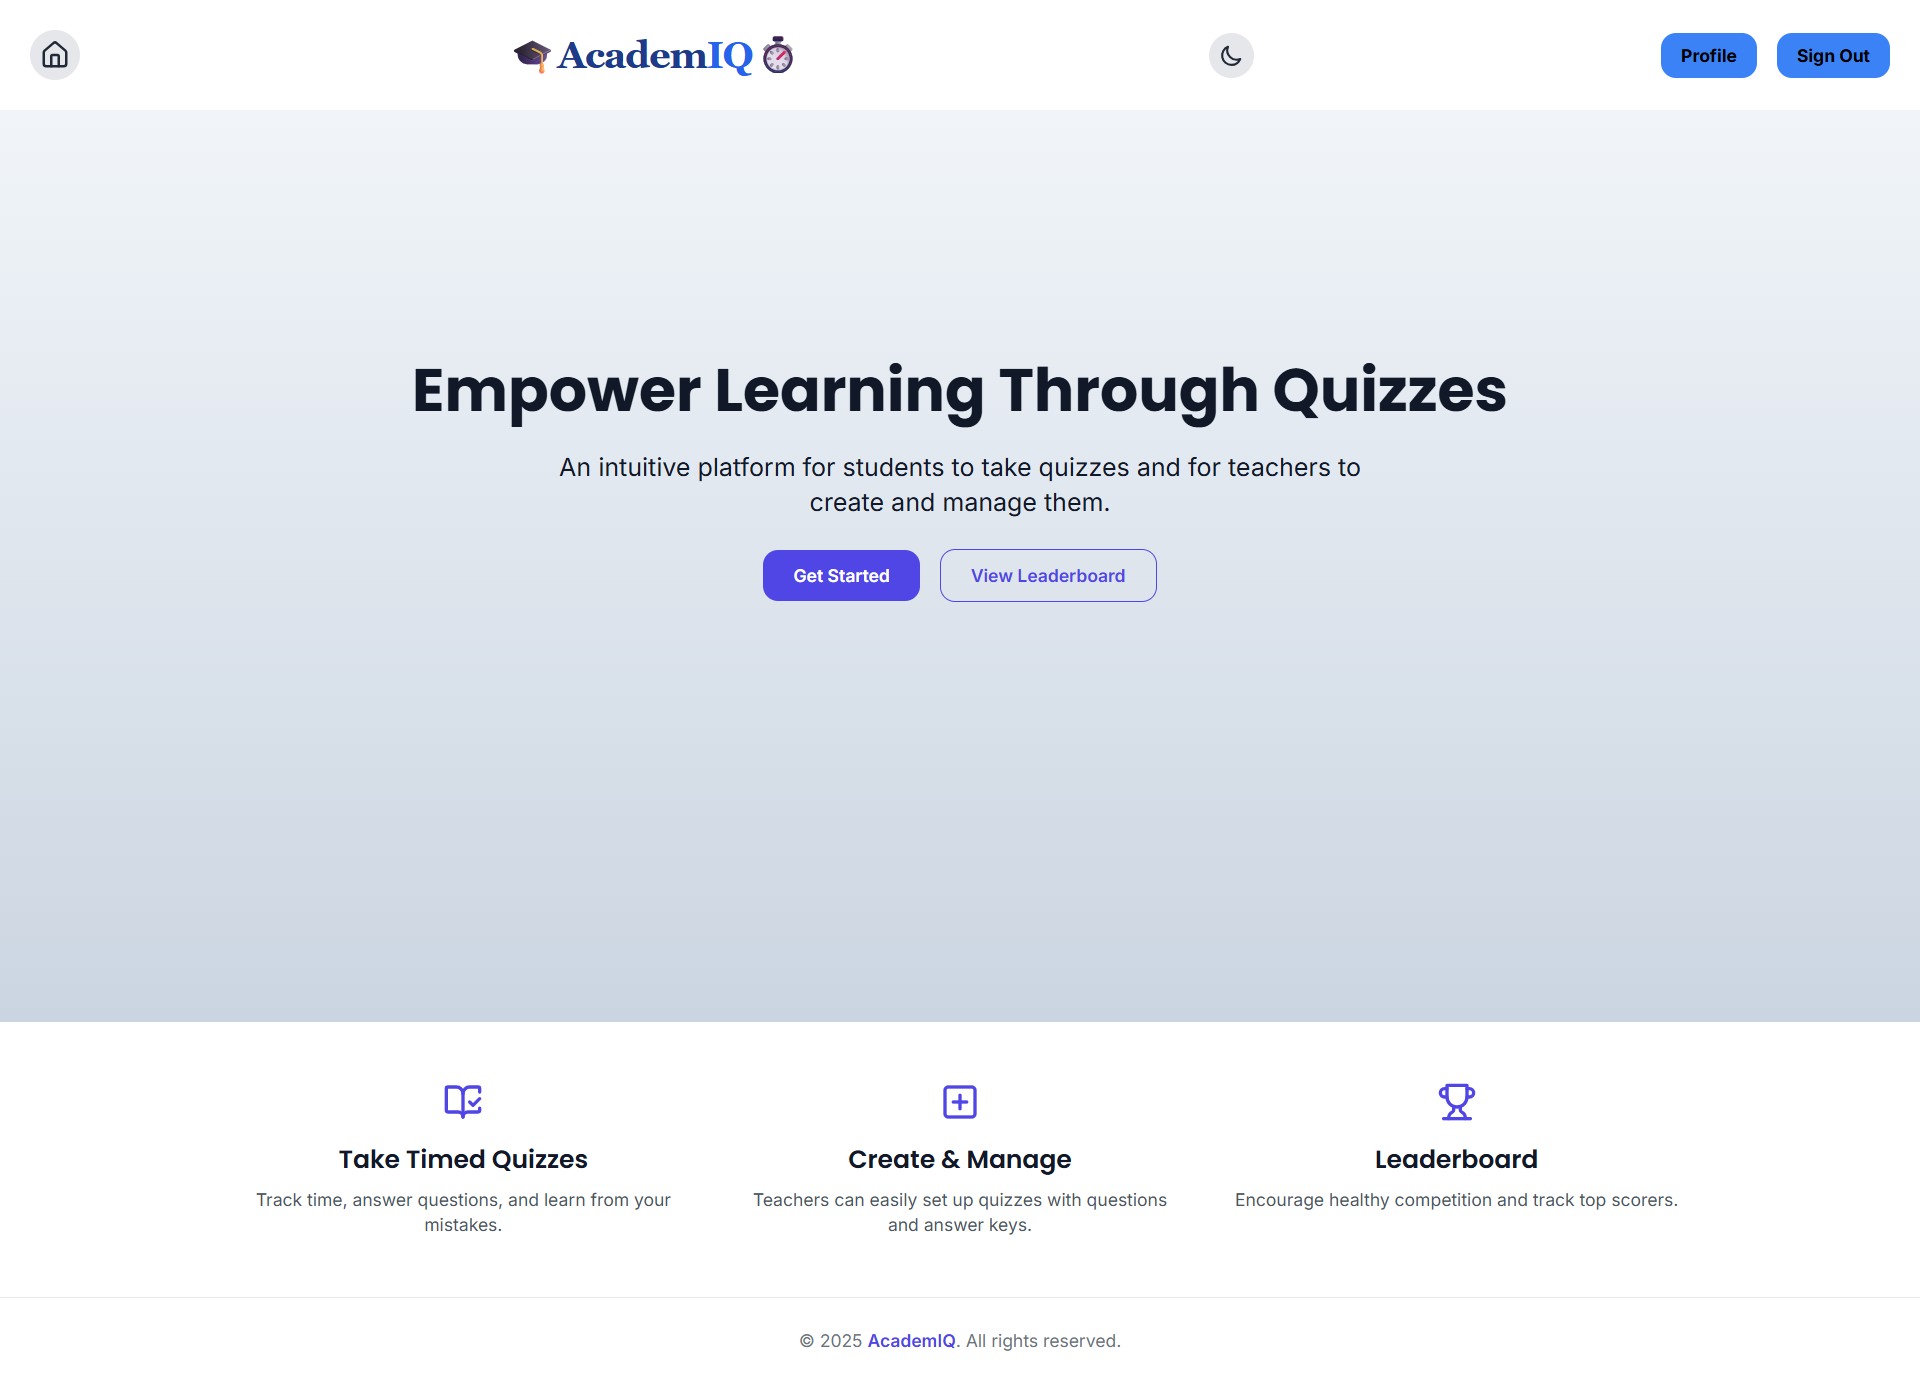 AcademIQ
Profile
Sign Out
Empower Learning Through Quizzes
An intuitive platform for students to take quizzes and for teachers to
create and manage them.
Get Started
View Leaderboard
Take Timed Quizzes
Track time, answer questions, and learn from your
mistakes.
Create & Manage
Teachers can easily set up quizzes with questions
and answer keys.
Leaderboard
Encourage healthy competition and track top scorers.
© 2025 AcademIQ. All rights reserved.